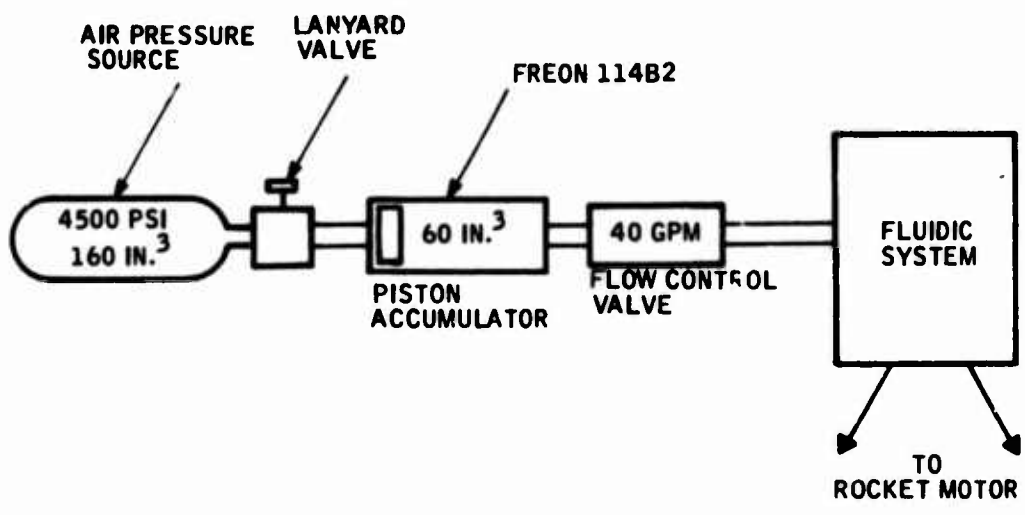 AIR PRESSURE
SOURCE
LANYARD
VALVE
FREON 114B2
4500 PSI
160 IN.³
60 IN.³
40 GPM
FLUIDIC
SYSTEM
PISTON
ACCUMULATOR
FLOW CONTROL
VALVE
TO
ROCKET MOTOR